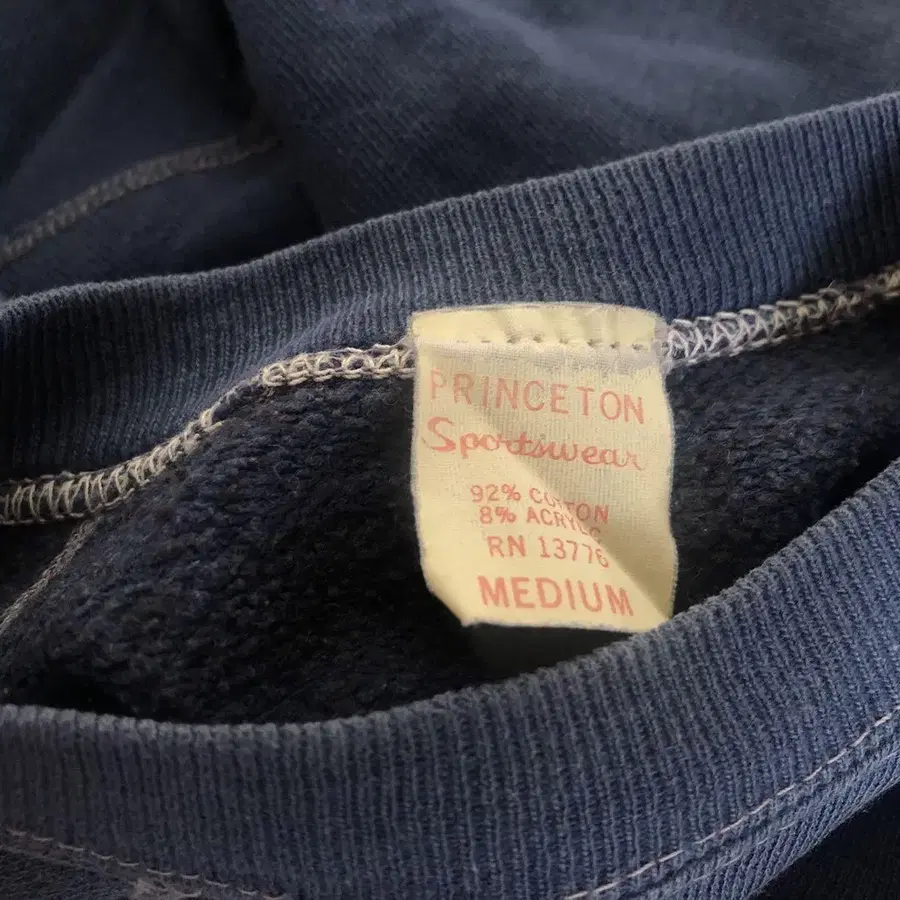 PRINCETON
Sportswear
92% COTTON
8% ACRYLIC
RN 13776
MEDIUM